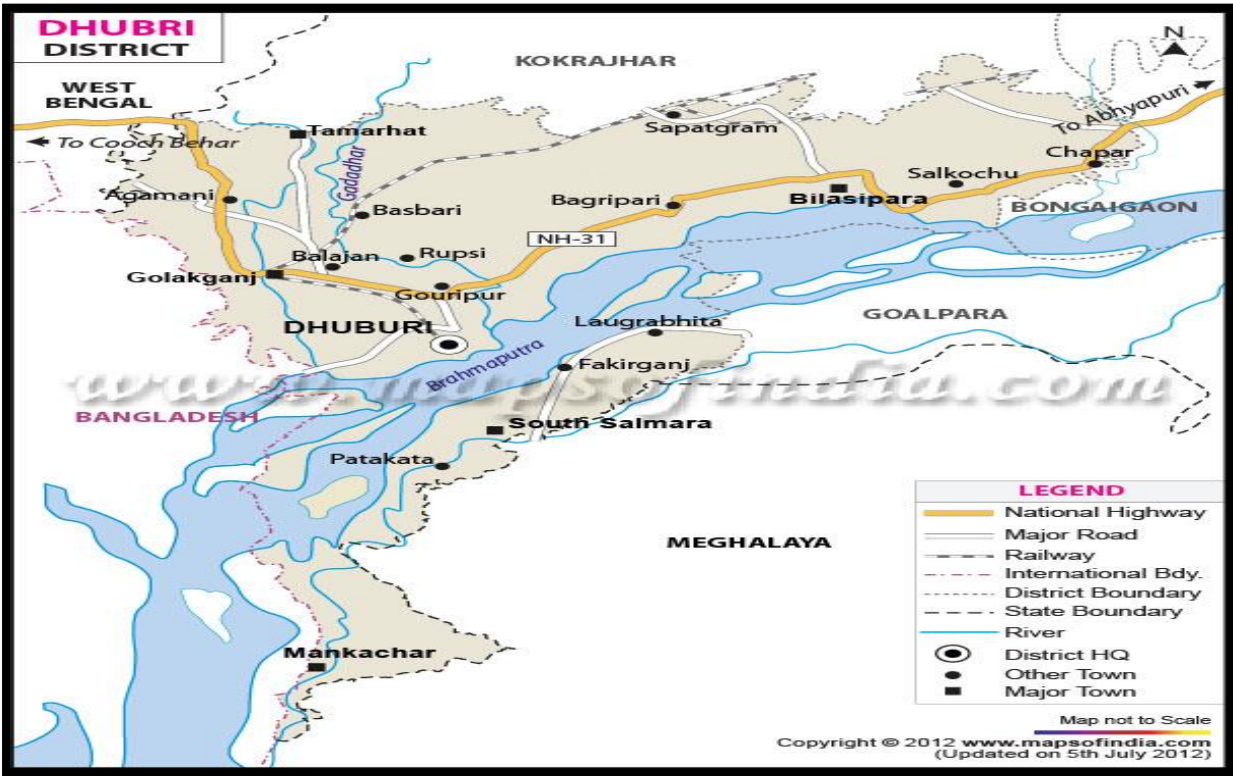 DHUBRI
DISTRICT
N
KOKRAJHAR
WEST
BENGAL
To Abhyapuri
Tamarhat
Sapatgram
To Cooch Behar
Chapar
Gadadhar
Salkochu
Agamani
Bagripari
Bilasipara
Basbari
BONGAIGAON
NH-31
Balajan
Rupsi
Golakganj
Gouripur
GOALPARA
DHUBURI
Laugrabhita
Brahmaputra
Fakirganj
www.mapsofindia.com
BANGLADESH
South Salmara
Patakata
MEGHALAYA
Mankachar
LEGEND
National Highway
Major Road
Railway
International Bdy.
District Boundary
State Boundary
River
District HQ
Other Town
Major Town
Map not to Scale
Copyright © 2012 www.mapsofindia.com
(Updated on 5th July 2012)